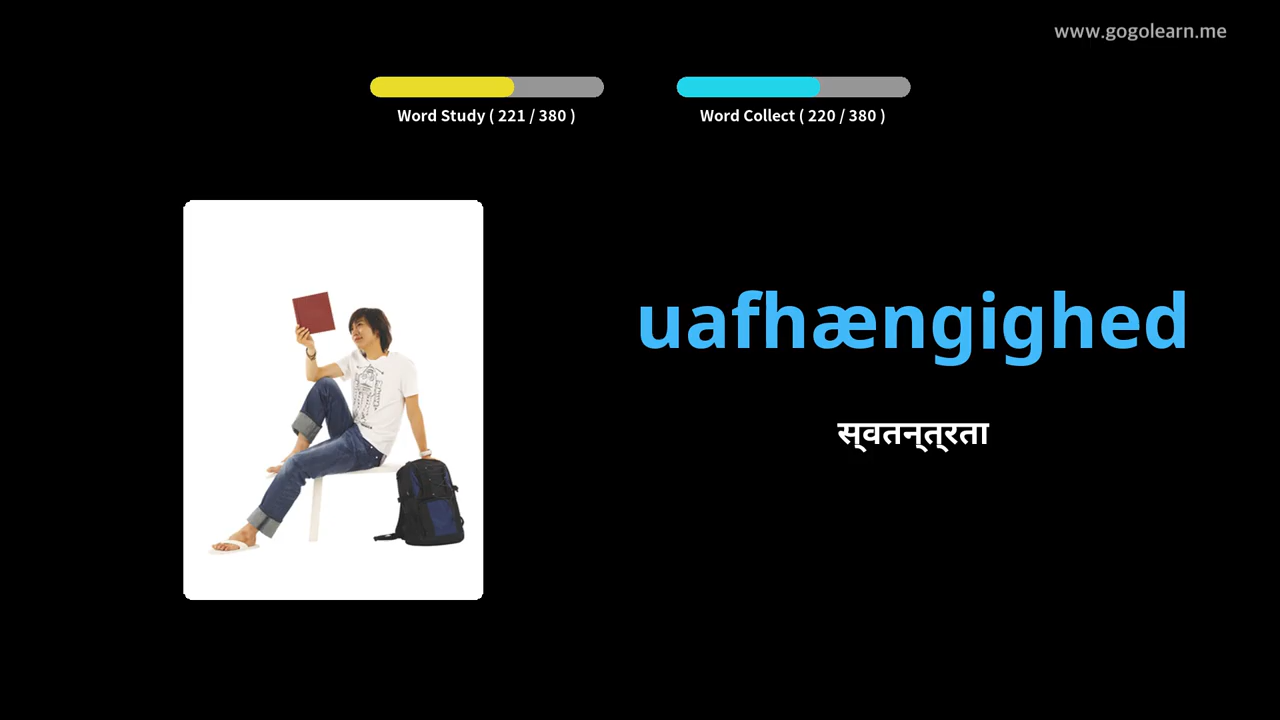 www.gogolearn.me
Word Study ( 221 / 380 )
Word Collect ( 220 / 380 )
uafhængighed
स्वतन्त्रता